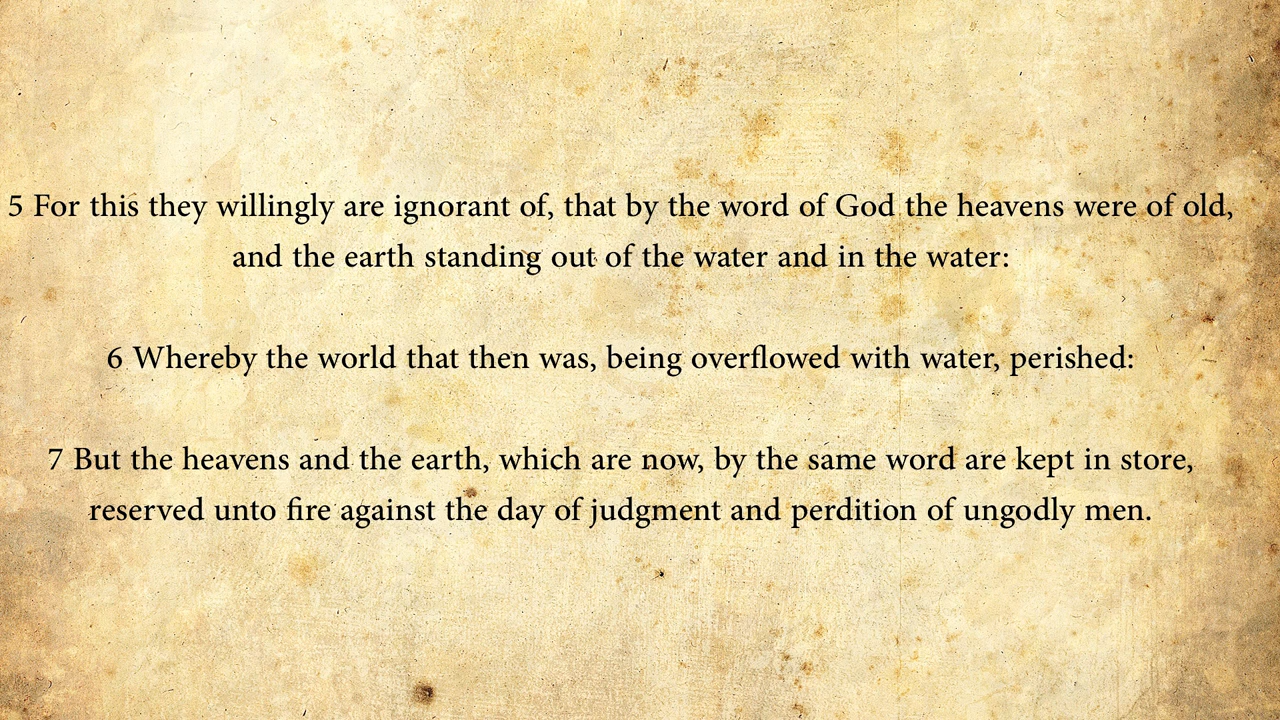 5 For this they willingly are ignorant of, that by the word of God the heavens were of old,
and the earth standing out of the water and in the water:
6 Whereby the world that then was, being overflowed with water, perished:
7 But the heavens and the earth, which are now, by the same word are kept in store,
reserved unto fire against the day of judgment and perdition of ungodly men.